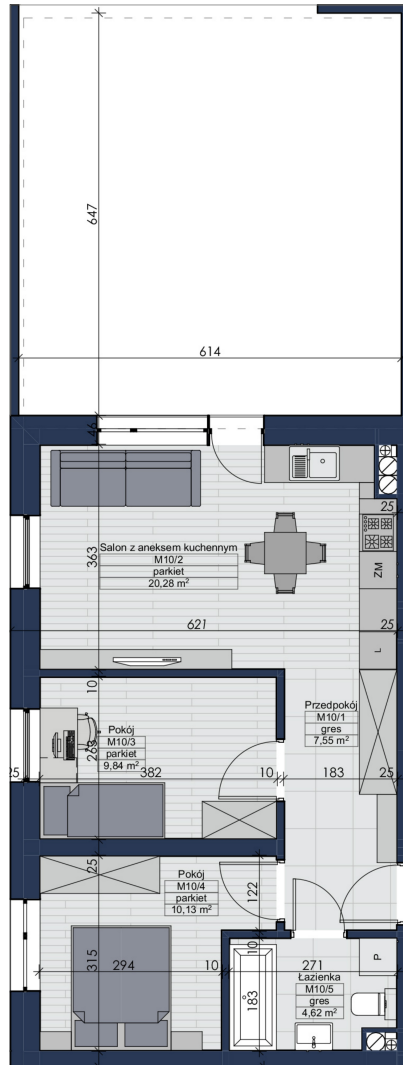 647
614
46
25
Salon z aneksem kuchennym
M10/2
parkiet
20,28 m²
363
ZM
621
25
L
10
Przedpokój
M10/1
gres
7,55 m²
Pokój
M10/3
parkiet
9,84 m²
263
25
382
10
183
25
25
Pokój
M10/4
parkiet
10,13 m²
122
315
10
294
10
271
P
Łazienka
M10/5
gres
4,62 m²
183